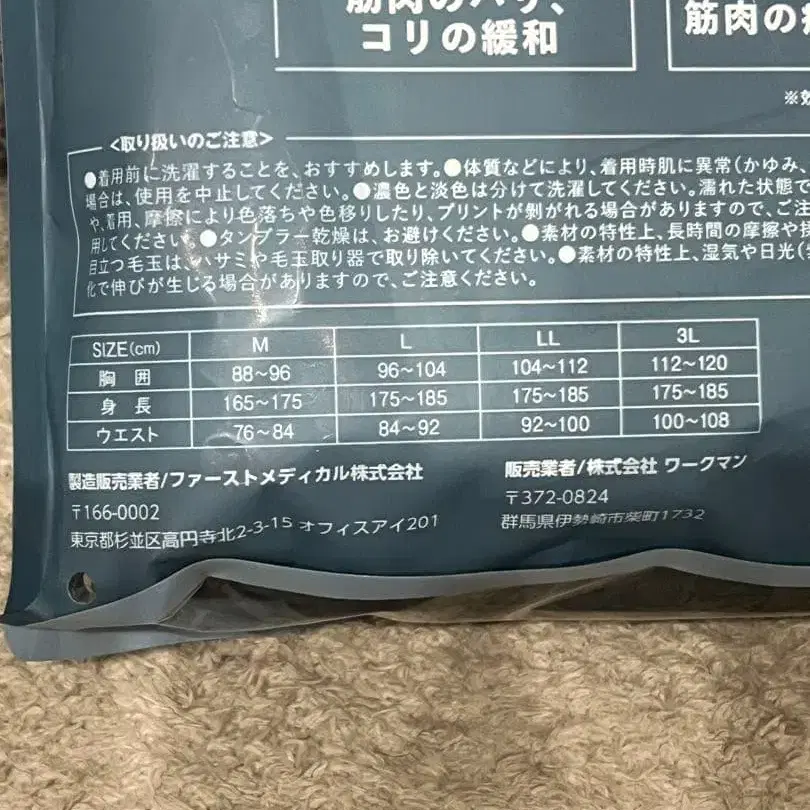 筋肉のハリ、
コリの緩和
筋肉の
※効
<取り扱いのご注意>
●着用前に洗濯することを、おすすめします。●体質などにより、着用時肌に異常(かゆみ、
場合は、使用を中止してください。●濃色と淡色は分けて洗濯してください。濡れた状態で
や、着用、摩擦により色落ちや色移りしたり、プリントが剥がれる場合がありますので、ご注
用してください。●タンブラー乾燥は、お避けください。●素材の特性上、長時間の摩擦や
目立つ毛玉は、ハサミや毛玉取り器で取り除いてください。●素材の特性上、湿気や日光(
化で伸びが生じる場合がありますので、ご注意ください。
SIZE(cm) M L LL 3L
胸囲 88~96 96~104 104~112 112~120
身長 165~175 175~185 175~185 175~185
ウエスト 76~84 84~92 92~100 100~108
製造販売業者/ファーストメディカル株式会社
〒166-0002
東京都杉並区高円寺北2-3-15 オフィスアイ201
販売業者/株式会社 ワークマン
〒372-0824
群馬県伊勢崎市柴町1732